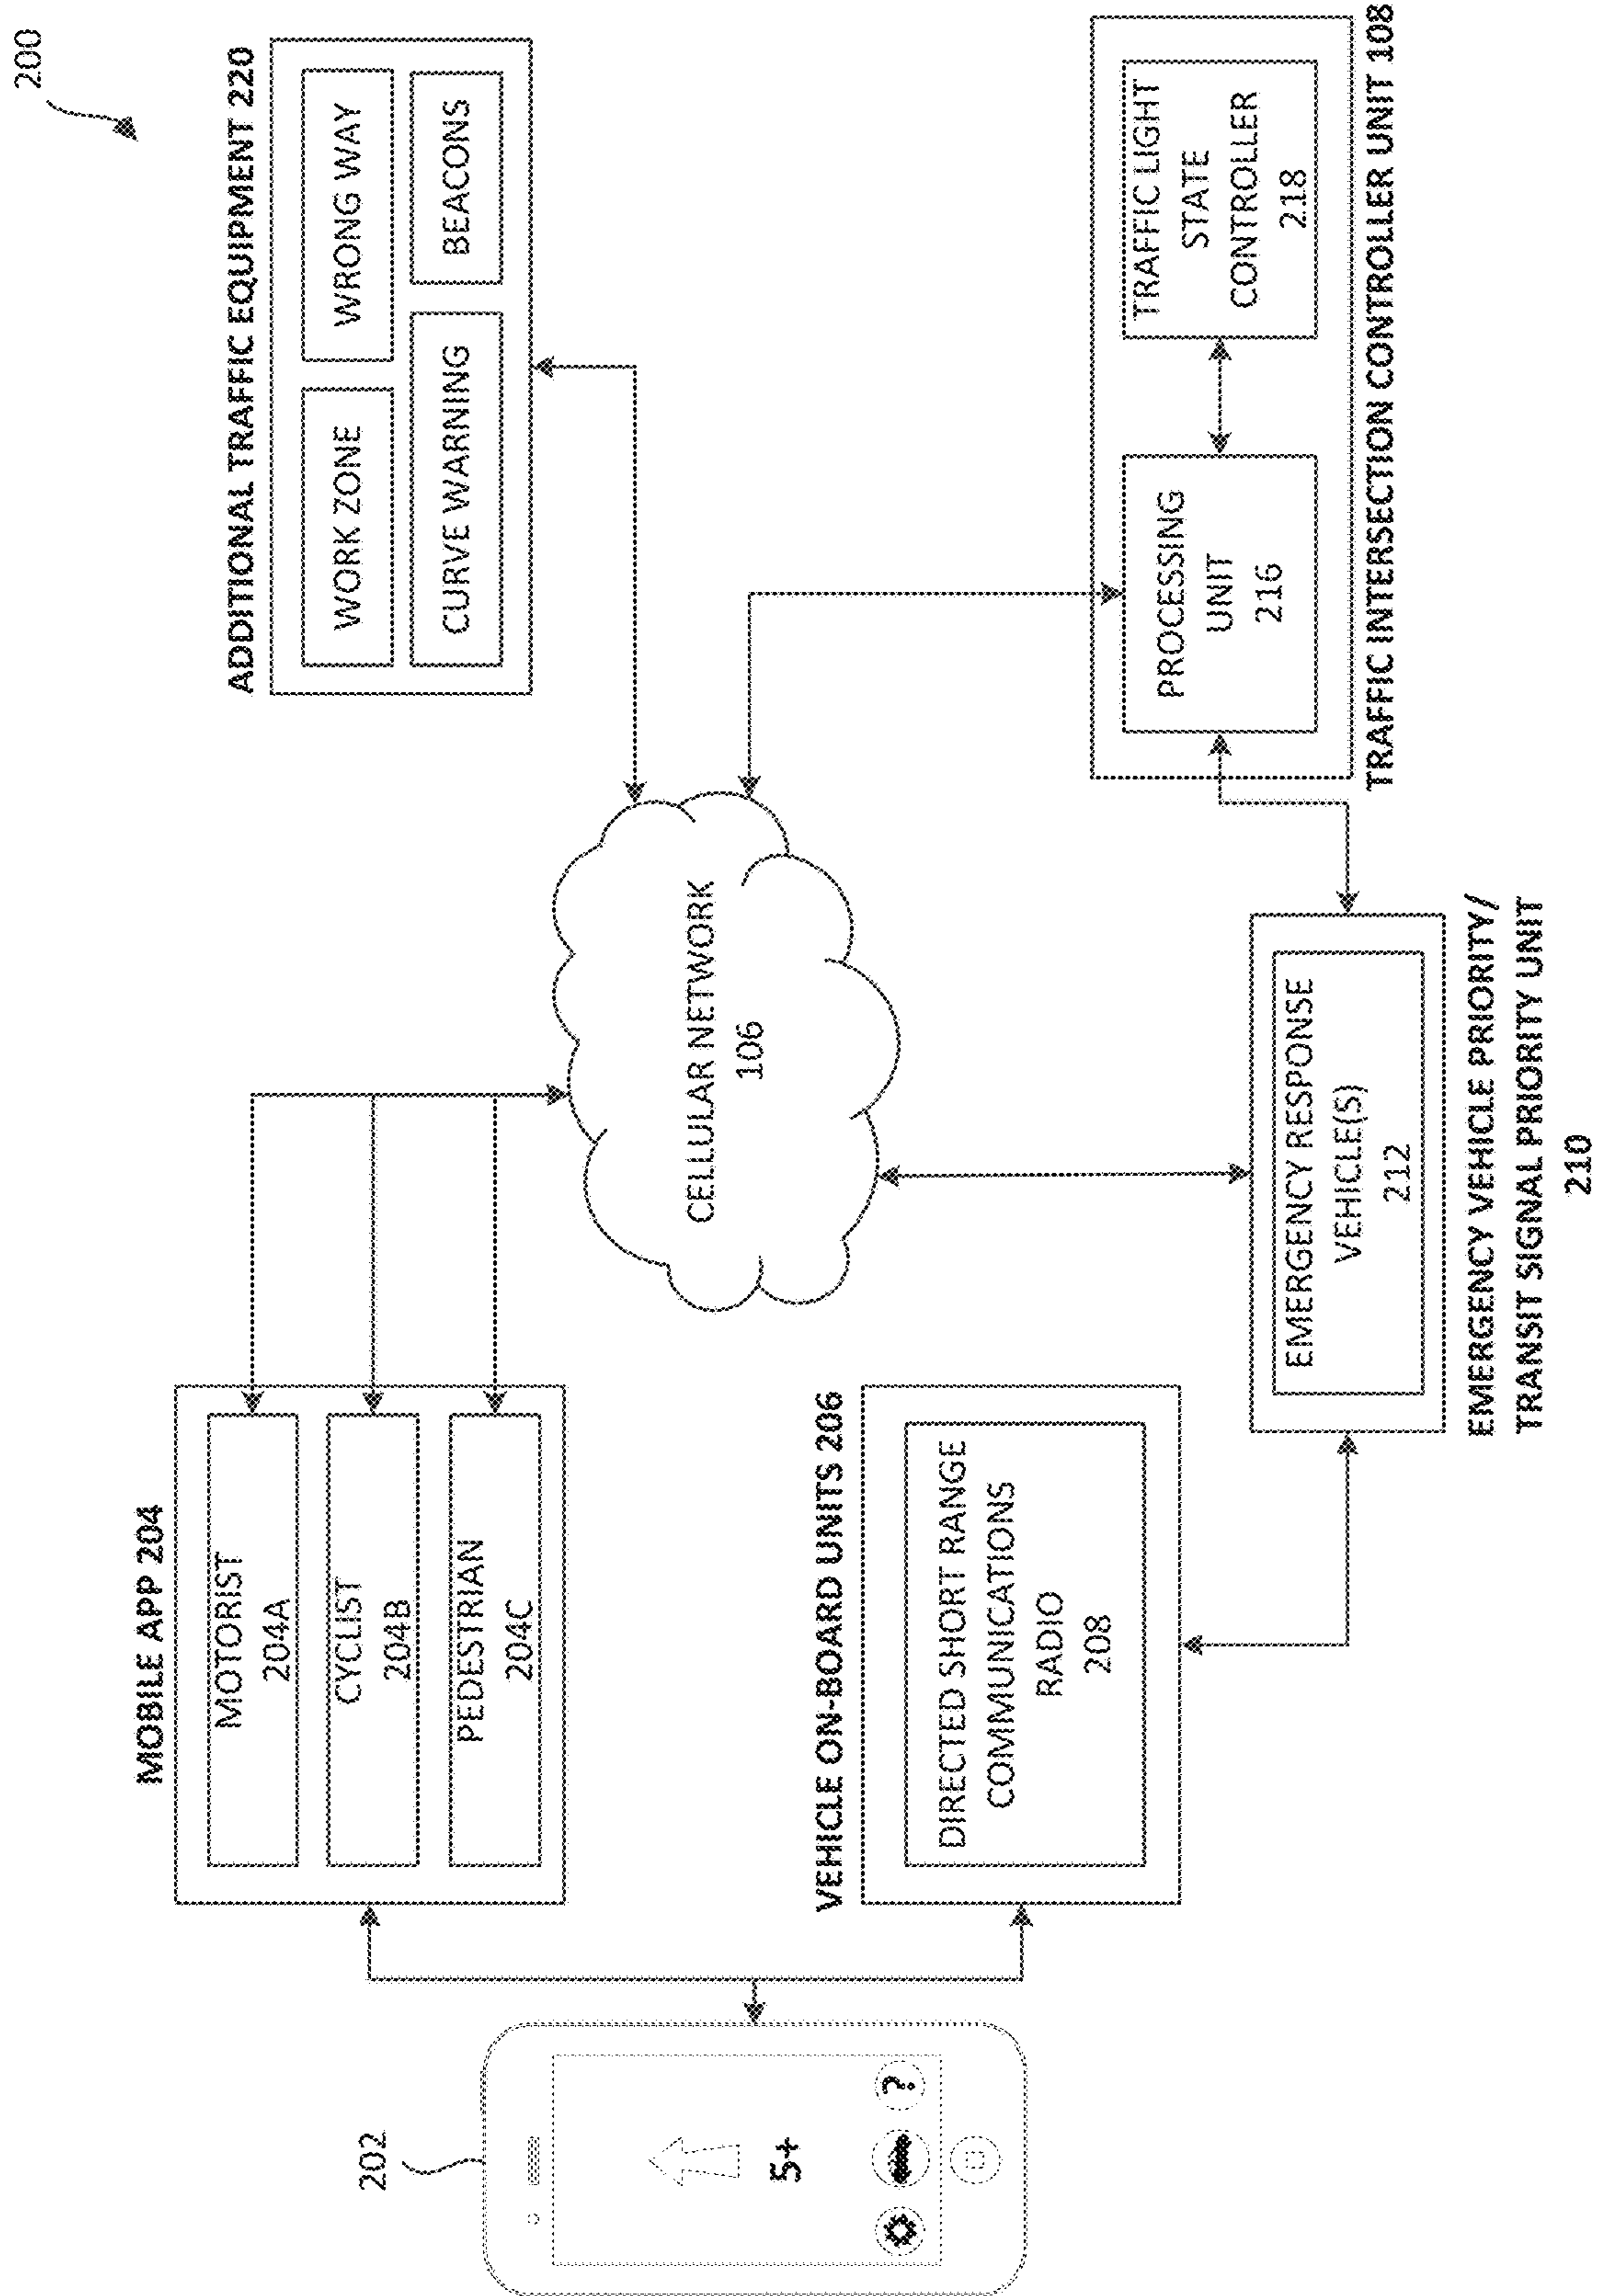 200
MOBILE APP 204
MOTORIST
204A
CYCLIST
204B
PEDESTRIAN
204C
ADDITIONAL TRAFFIC EQUIPMENT 220
WORK ZONE
WRONG WAY
CURVE WARNING
BEACONS
202
5+
?
CELLULAR NETWORK
106
VEHICLE ON-BOARD UNITS 206
DIRECTED SHORT RANGE
COMMUNICATIONS
RADIO
208
PROCESSING
UNIT
216
TRAFFIC LIGHT
STATE
CONTROLLER
218
TRAFFIC INTERSECTION CONTROLLER UNIT 108
EMERGENCY RESPONSE
VEHICLE(S)
212
EMERGENCY VEHICLE PRIORITY/
TRANSIT SIGNAL PRIORITY UNIT
210